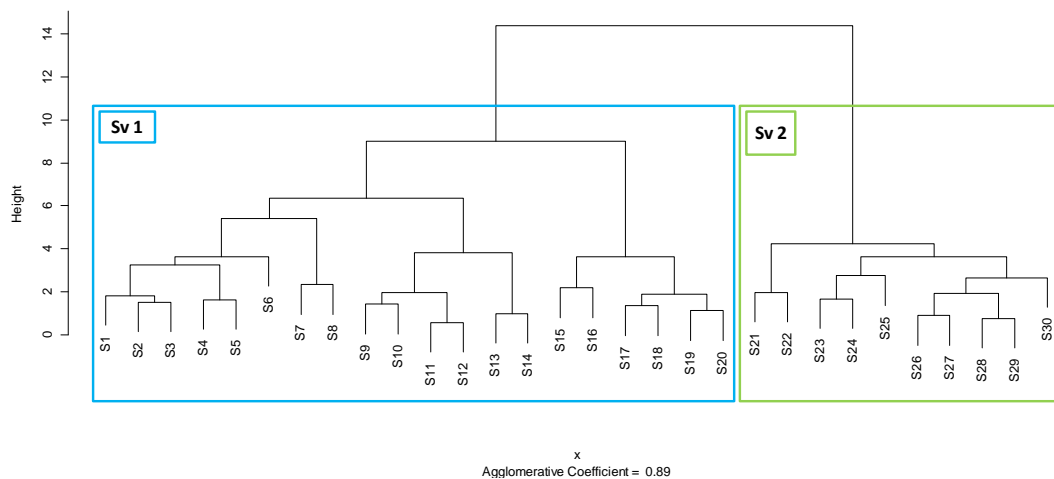 14
12
10
8
6
4
2
0
Height
Sv 1
Sv 2
S1
S2
S3
S4
S5
S6
S7
S8
S9
S10
S11
S12
S13
S14
S15
S16
S17
S18
S19
S20
S21
S22
S23
S24
S25
S26
S27
S28
S29
S30
x
Agglomerative Coefficient = 0.89